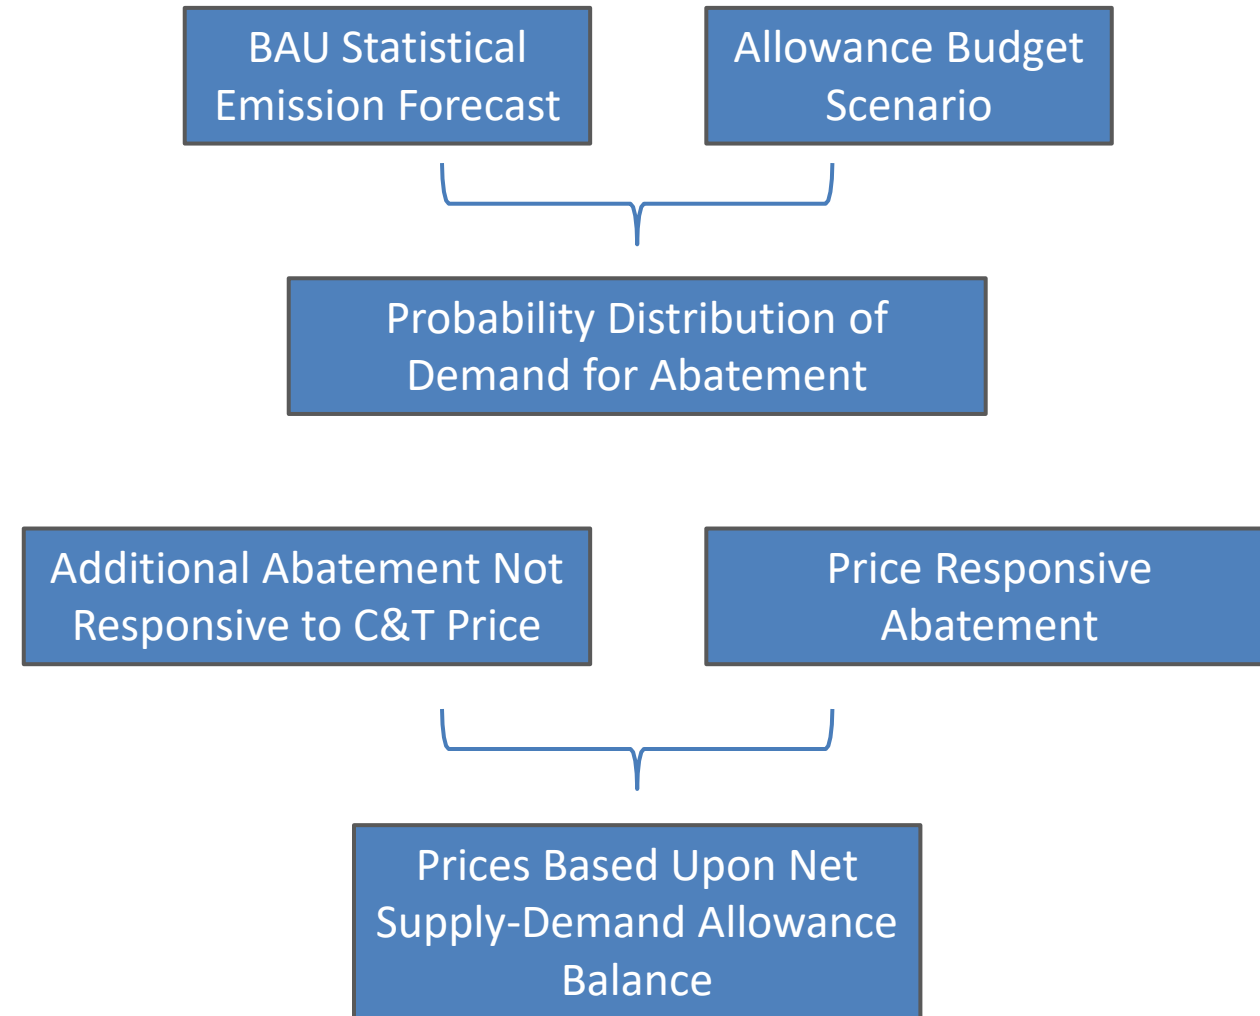 BAU Statistical
Emission Forecast
Allowance Budget
Scenario
Probability Distribution of
Demand for Abatement
Additional Abatement Not
Responsive to C&T Price
Price Responsive
Abatement
Prices Based Upon Net
Supply-Demand Allowance
Balance